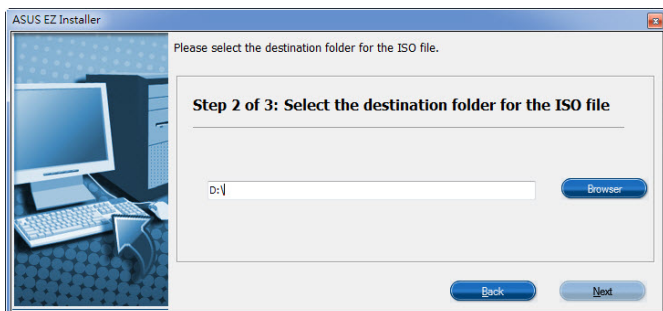 ASUS EZ Installer
Please select the destination folder for the ISO file.
Step 2 of 3: Select the destination folder for the ISO file
D:\
Browser
Back
Next